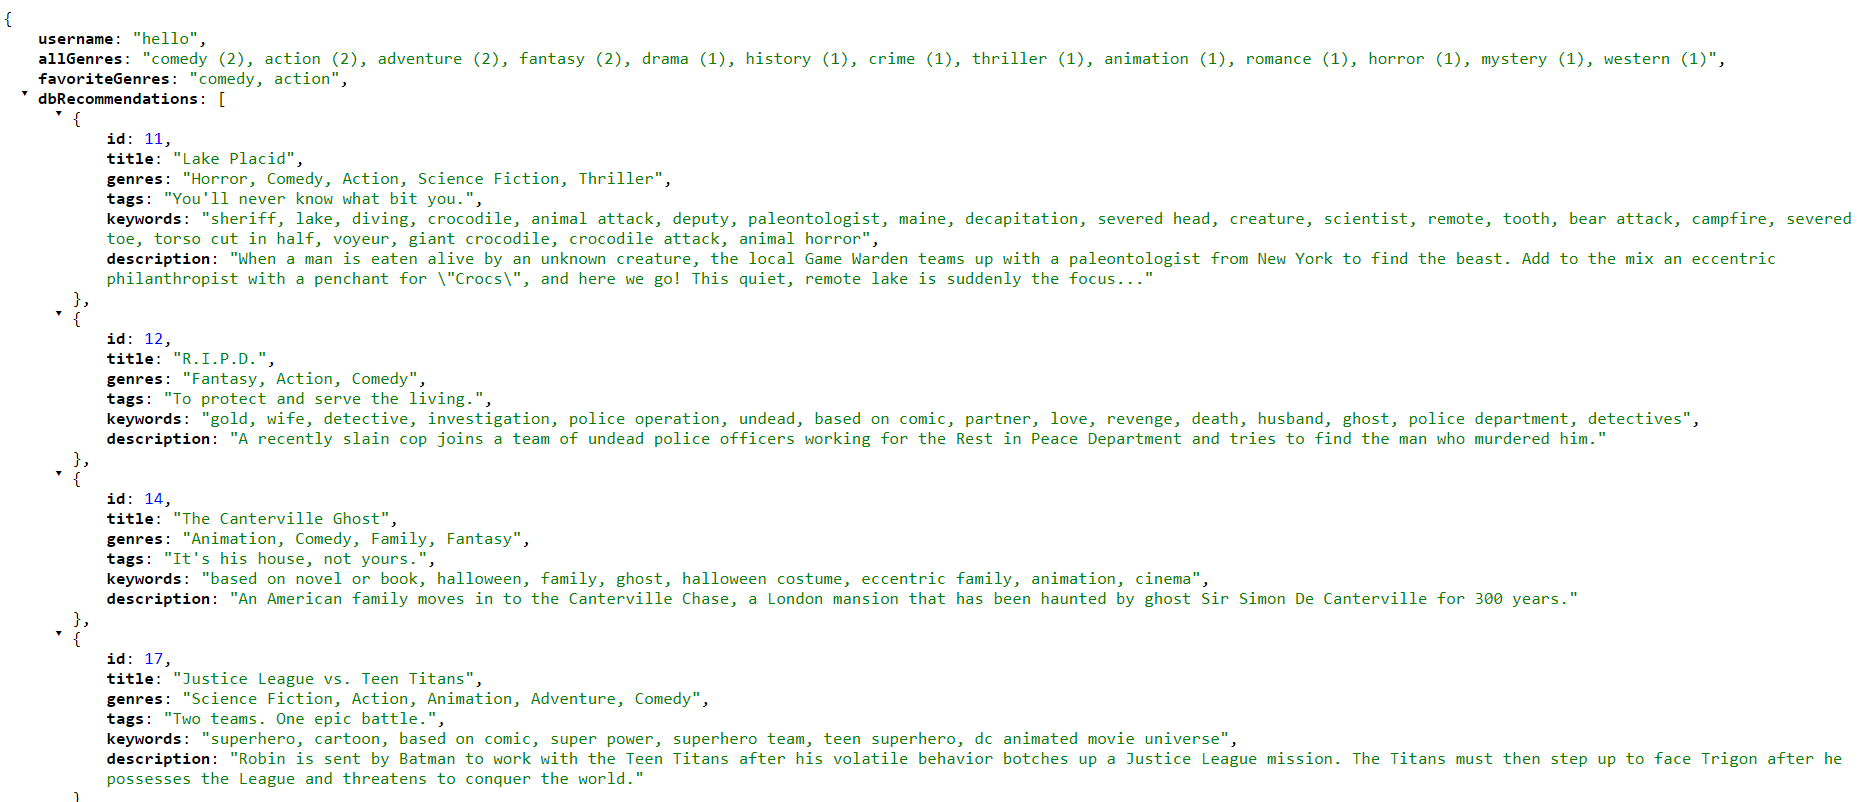 {
username: "hello",
allGenres: "comedy (2), action (2), adventure (2), fantasy (2), drama (1), history (1), crime (1), thriller (1), animation (1), romance (1), horror (1), mystery (1), western (1)",
favoriteGenres: "comedy, action",
dbRecommendations: [
{
id: 11,
title: "Lake Placid",
genres: "Horror, Comedy, Action, Science Fiction, Thriller",
tags: "You'll never know what bit you.",
keywords: "sheriff, lake, diving, crocodile, animal attack, deputy, paleontologist, maine, decapitation, severed head, creature, scientist, remote, tooth, bear attack, campfire, severed
toe, torso cut in half, voyeur, giant crocodile, crocodile attack, animal horror",
description: "When a man is eaten alive by an unknown creature, the local Game Warden teams up with a paleontologist from New York to find the beast. Add to the mix an eccentric
philanthropist with a penchant for \"Crocs\", and here we go! This quiet, remote lake is suddenly the focus..."
},
{
id: 12,
title: "R.I.P.D.",
genres: "Fantasy, Action, Comedy",
tags: "To protect and serve the living.",
keywords: "gold, wife, detective, investigation, police operation, undead, based on comic, partner, love, revenge, death, husband, ghost, police department, detectives",
description: "A recently slain cop joins a team of undead police officers working for the Rest in Peace Department and tries to find the man who murdered him."
},
{
id: 14,
title: "The Canterville Ghost",
genres: "Animation, Comedy, Family, Fantasy",
tags: "It's his house, not yours.",
keywords: "based on novel or book, halloween, family, ghost, halloween costume, eccentric family, animation, cinema",
description: "An American family moves in to the Canterville Chase, a London mansion that has been haunted by ghost Sir Simon De Canterville for 300 years."
},
{
id: 17,
title: "Justice League vs. Teen Titans",
genres: "Science Fiction, Action, Animation, Adventure, Comedy",
tags: "Two teams. One epic battle.",
keywords: "superhero, cartoon, based on comic, super power, superhero team, teen superhero, dc animated movie universe",
description: "Robin is sent by Batman to work with the Teen Titans after his volatile behavior botches up a Justice League mission. The Titans must then step up to face Trigon after he
possesses the League and threatens to conquer the world."
}